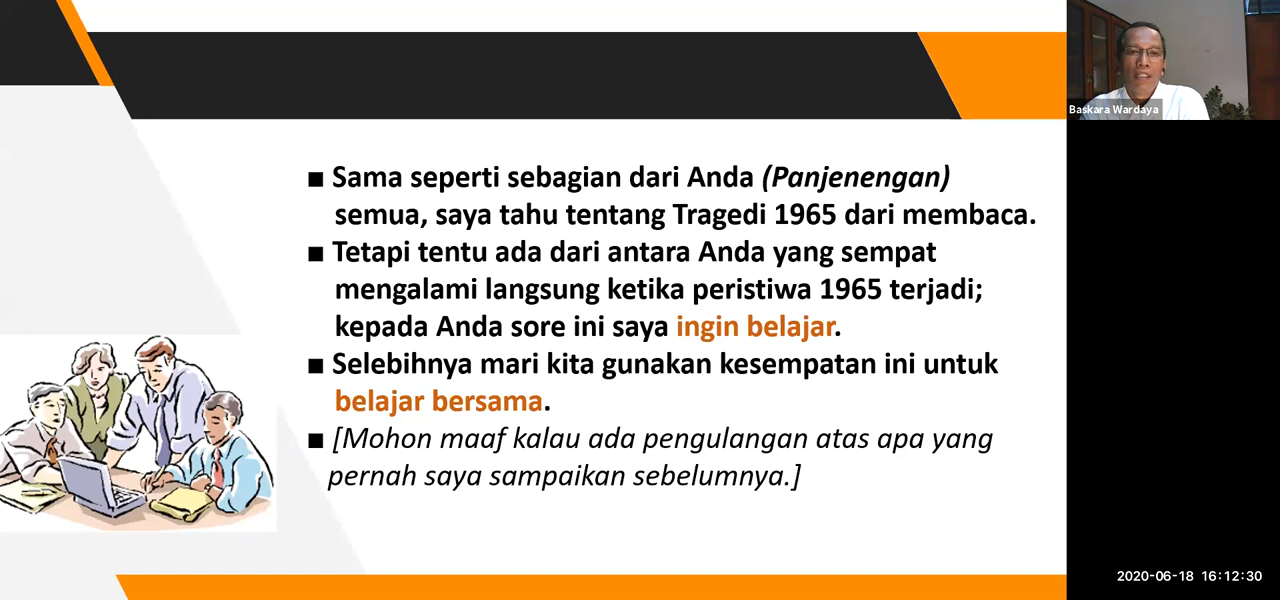 ■ Sama seperti sebagian dari Anda (Panjenengan)
semua, saya tahu tentang Tragedi 1965 dari membaca.
■ Tetapi tentu ada dari antara Anda yang sempat
mengalami langsung ketika peristiwa 1965 terjadi;
kepada Anda sore ini saya ingin belajar.
■ Selebihnya mari kita gunakan kesempatan ini untuk
belajar bersama.
■ [Mohon maaf kalau ada pengulangan atas apa yang
pernah saya sampaikan sebelumnya.]
Baskara Wardaya
2020-06-18 16:12:30